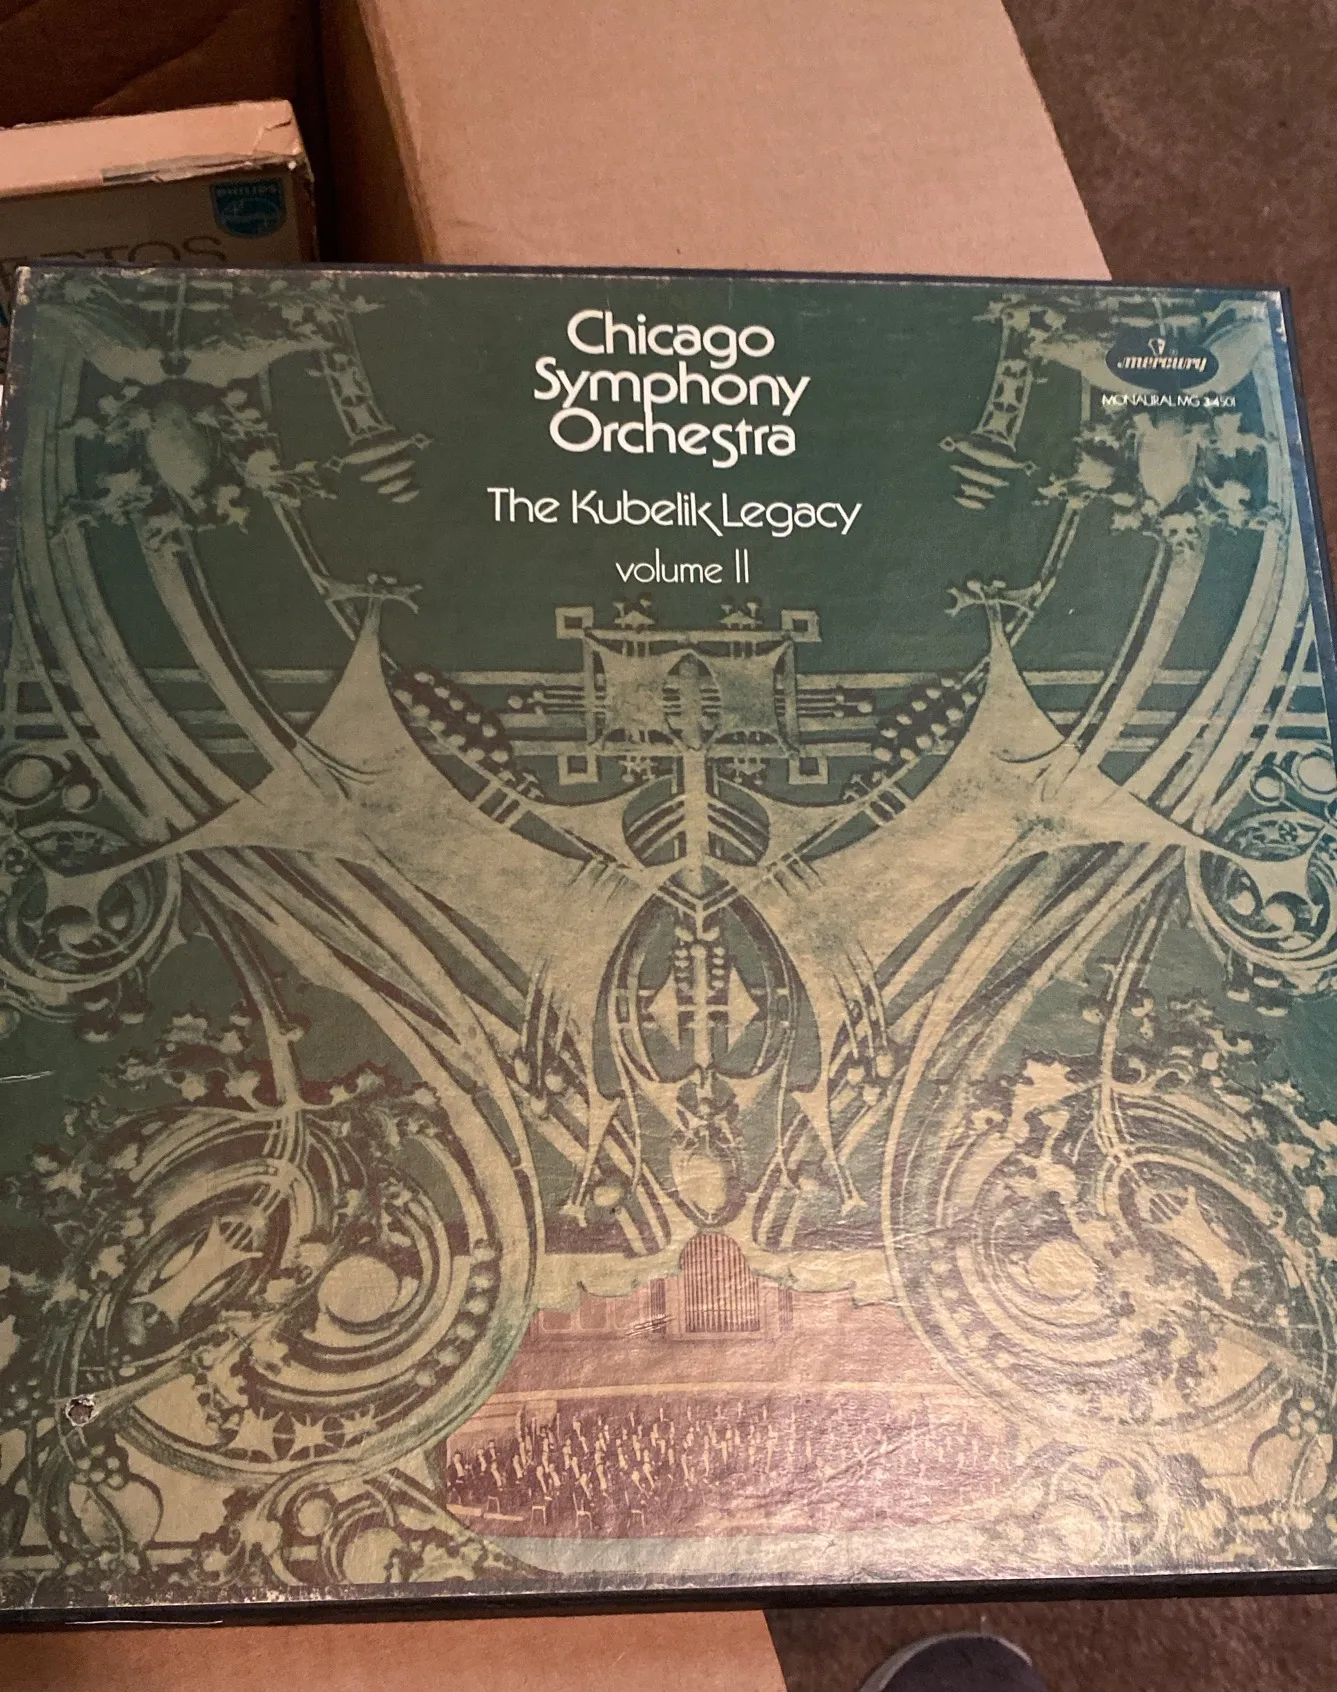 PHILIPS
Chicago
Symphony
Orchestra
mercury
MONAURAL MG 3-4501
The Kubelik Legacy
volume II